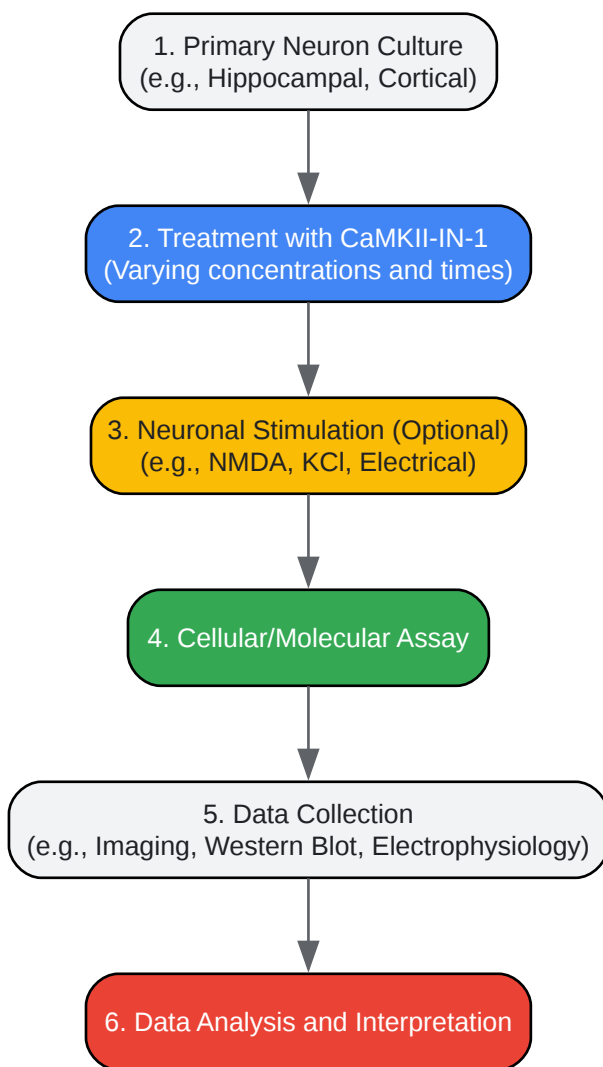 1. Primary Neuron Culture
(e.g., Hippocampal, Cortical)
2. Treatment with CaMKII-IN-1
(Varying concentrations and times)
3. Neuronal Stimulation (Optional)
(e.g., NMDA, KCl, Electrical)
4. Cellular/Molecular Assay
5. Data Collection
(e.g., Imaging, Western Blot, Electrophysiology)
6. Data Analysis and Interpretation